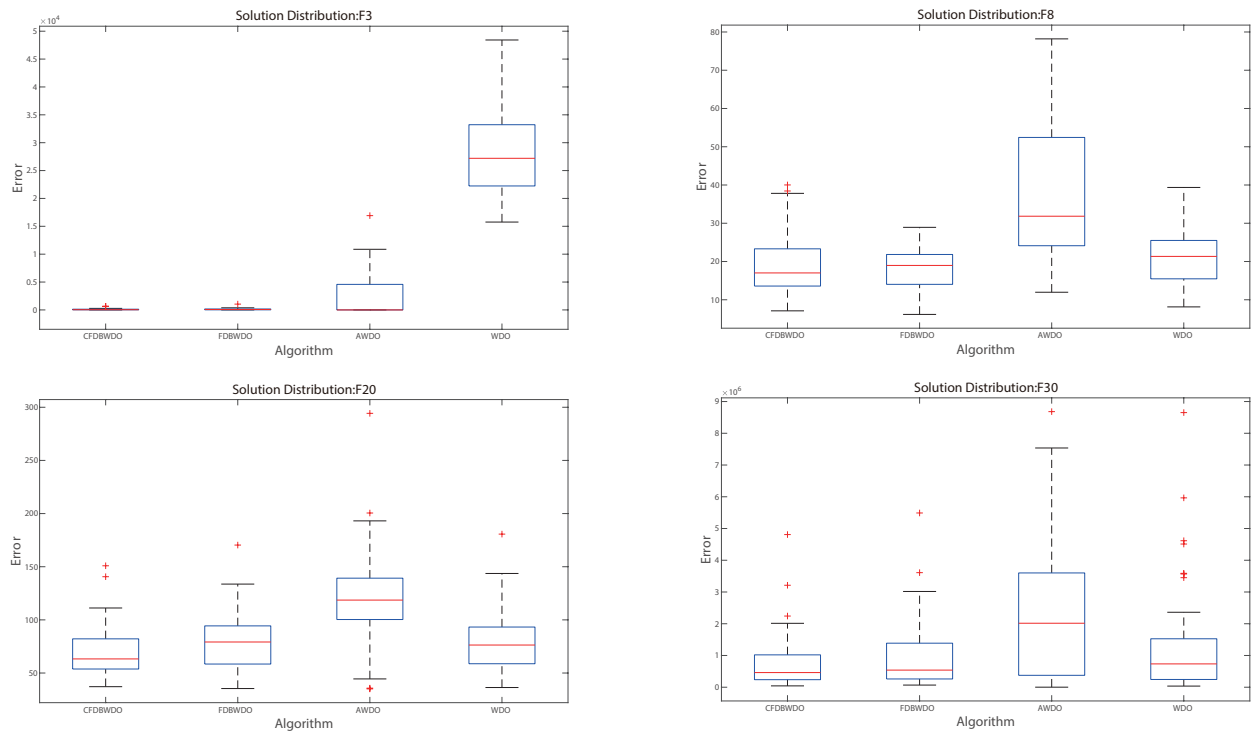 Solution Distribution:F3
×10⁴
5
4.5
4
3.5
3
2.5
2
1.5
1
0.5
0
Error
CFDBWDO FDBWDO AWDO WDO
Algorithm
Solution Distribution:F8
80
70
60
50
40
30
20
10
Error
CFDBWDO FDBWDO AWDO WDO
Algorithm
Solution Distribution:F20
300
250
200
150
100
50
Error
CFDBWDO FDBWDO AWDO WDO
Algorithm
Solution Distribution:F30
×10⁶
9
8
7
6
5
4
3
2
1
0
Error
CFDBWDO FDBWDO AWDO WDO
Algorithm